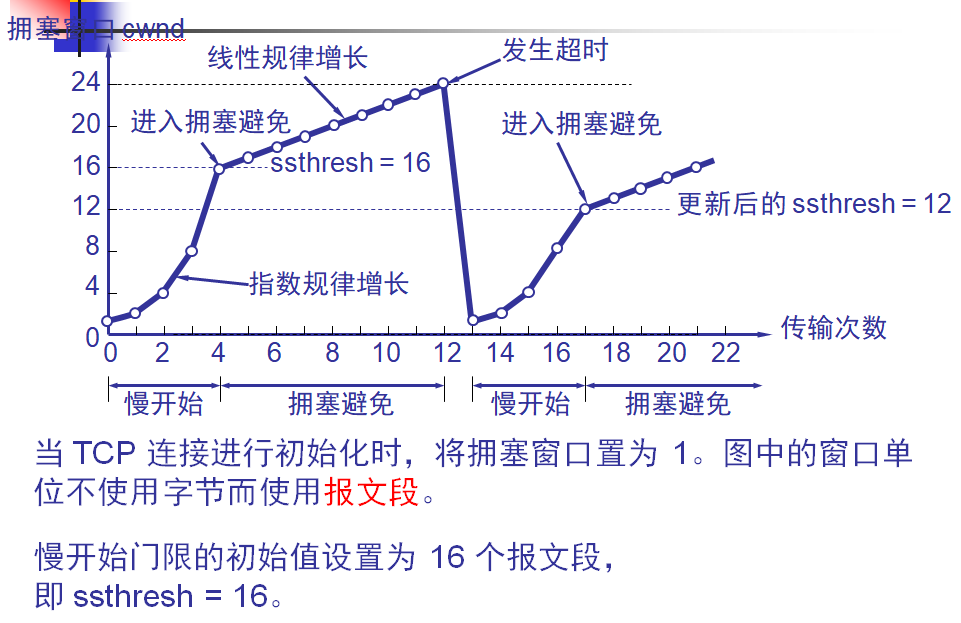 拥塞窗口 cwnd
发生超时
线性规律增长
24
20
进入拥塞避免
进入拥塞避免
16
ssthresh = 16
12
更新后的 ssthresh = 12
8
4
指数规律增长
0
0 2 4 6 8 10 12 14 16 18 20 22
传输次数
慢开始 拥塞避免 慢开始 拥塞避免
当 TCP 连接进行初始化时，将拥塞窗口置为 1。图中的窗口单
位不使用字节而使用报文段。
慢开始门限的初始值设置为 16 个报文段，
即 ssthresh = 16。